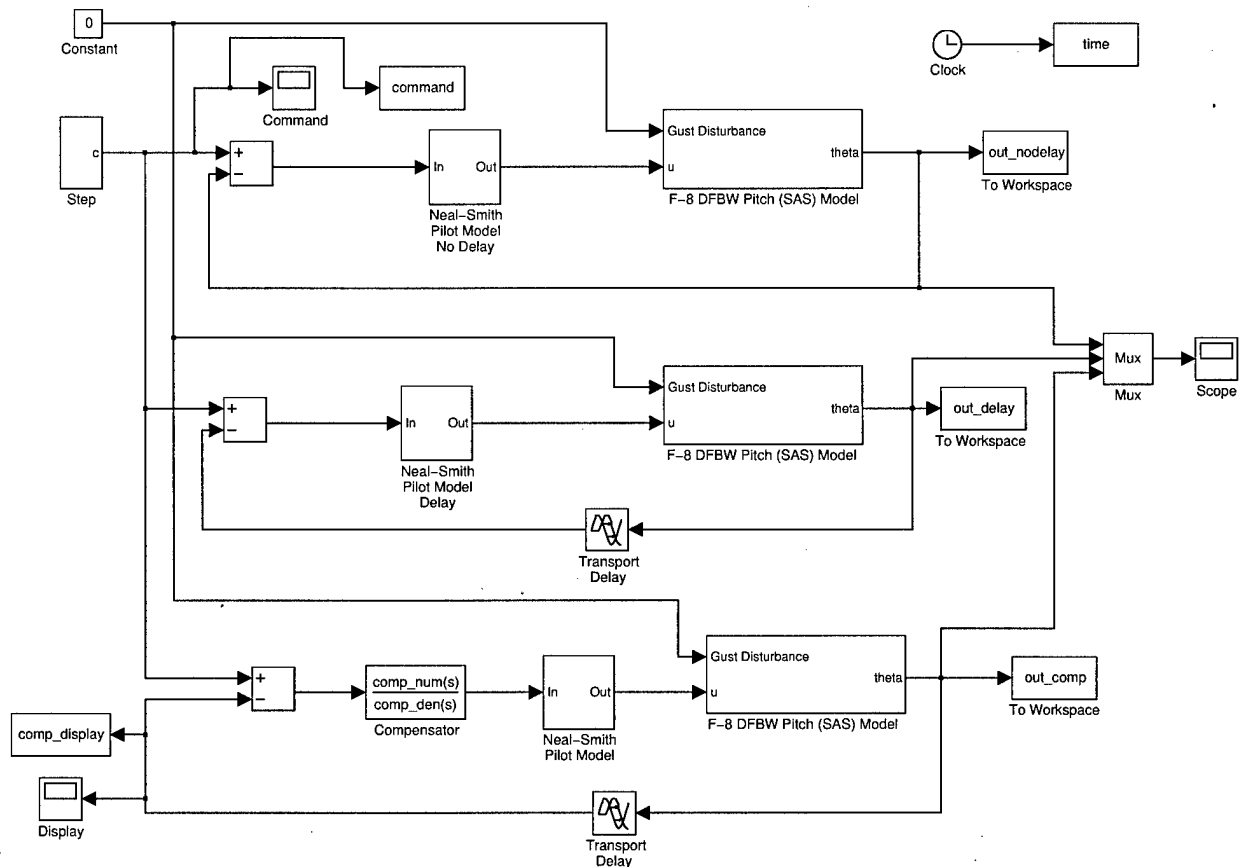 0
Constant
Clock
time
Command
command
c
Step
+
−
In
Out
Neal−Smith
Pilot Model
No Delay
Gust Disturbance
u
theta
F−8 DFBW Pitch (SAS) Model
out_nodelay
To Workspace
Mux
Mux
Scope
+
−
In
Out
Neal−Smith
Pilot Model
Delay
Gust Disturbance
u
theta
F−8 DFBW Pitch (SAS) Model
out_delay
To Workspace
Transport
Delay
+
−
comp_num(s)
comp_den(s)
Compensator
In
Out
Neal−Smith
Pilot Model
Gust Disturbance
u
theta
F−8 DFBW Pitch (SAS) Model
out_comp
To Workspace
comp_display
Display
Transport
Delay